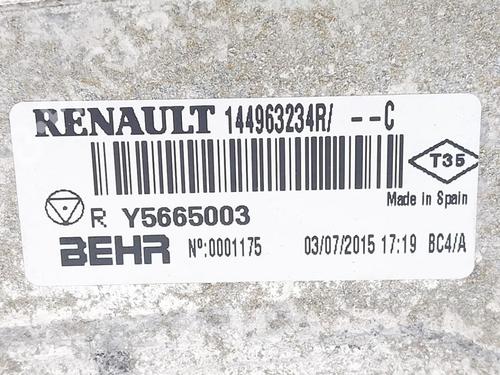 RENAULT 144963234R/ --C
T35
Made in Spain
R Y5665003
BEHR Nº:0001175 03/07/2015 17:19 BC4/A